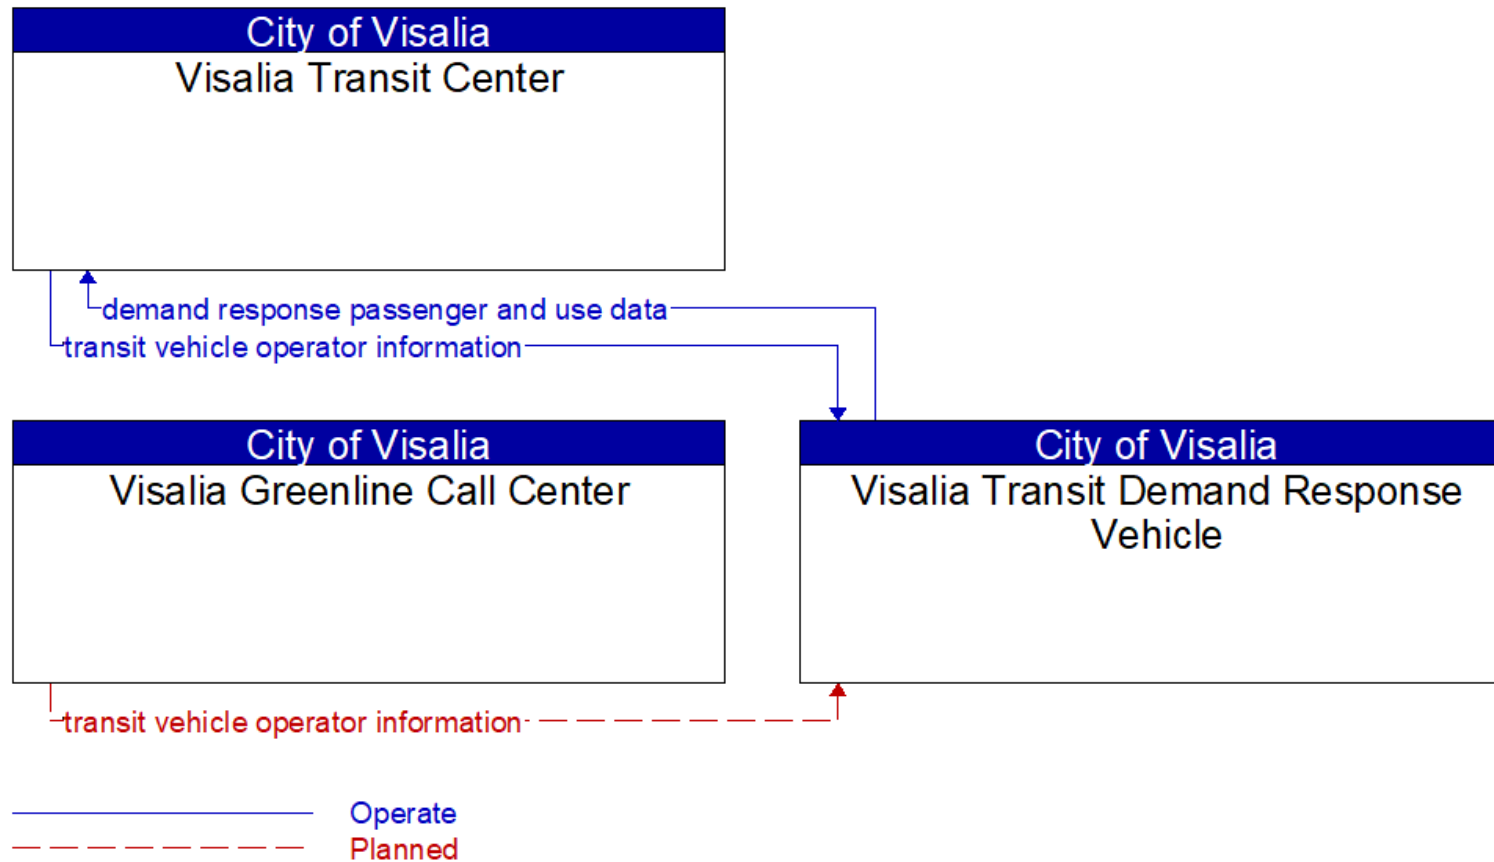 City of Visalia
Visalia Transit Center
demand response passenger and use data
transit vehicle operator information
City of Visalia
Visalia Greenline Call Center
City of Visalia
Visalia Transit Demand Response
Vehicle
transit vehicle operator information
Operate
Planned